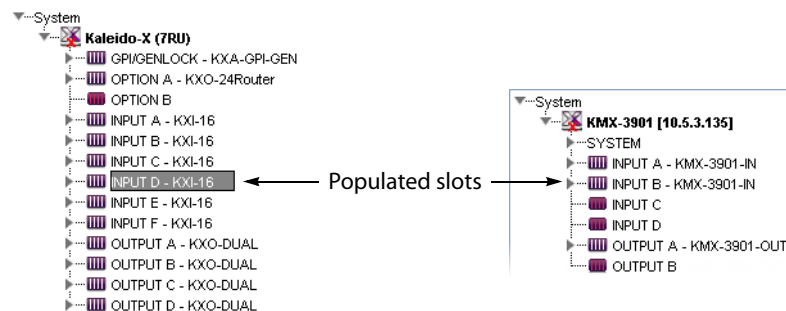 System
Kaleido-X (7RU)
GPI/GENLOCK - KXA-GPI-GEN
OPTION A - KXO-24Router
OPTION B
INPUT A - KXI-16
INPUT B - KXI-16
INPUT C - KXI-16
INPUT D - KXI-16
INPUT E - KXI-16
INPUT F - KXI-16
OUTPUT A - KXO-DUAL
OUTPUT B - KXO-DUAL
OUTPUT C - KXO-DUAL
OUTPUT D - KXO-DUAL
Populated slots
System
KMX-3901 [10.5.3.135]
SYSTEM
INPUT A - KMX-3901-IN
INPUT B - KMX-3901-IN
INPUT C
INPUT D
OUTPUT A - KMX-3901-OUT
OUTPUT B